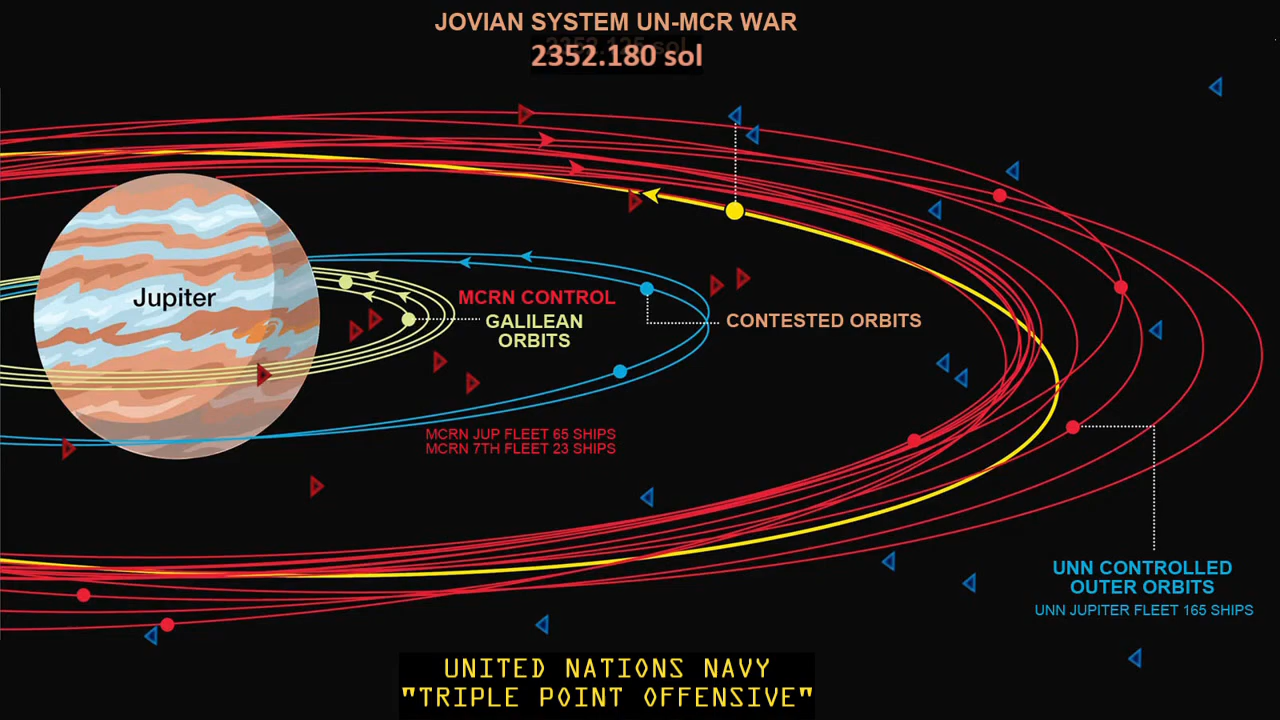 JOVIAN SYSTEM UN-MCR WAR
2352.180 sol
Jupiter
MCRN CONTROL
GALILEAN
ORBITS
CONTESTED ORBITS
MCRN JUP FLEET 65 SHIPS
MCRN 7TH FLEET 23 SHIPS
UNN CONTROLLED
OUTER ORBITS
UNN JUPITER FLEET 165 SHIPS
UNITED NATIONS NAVY
"TRIPLE POINT OFFENSIVE"